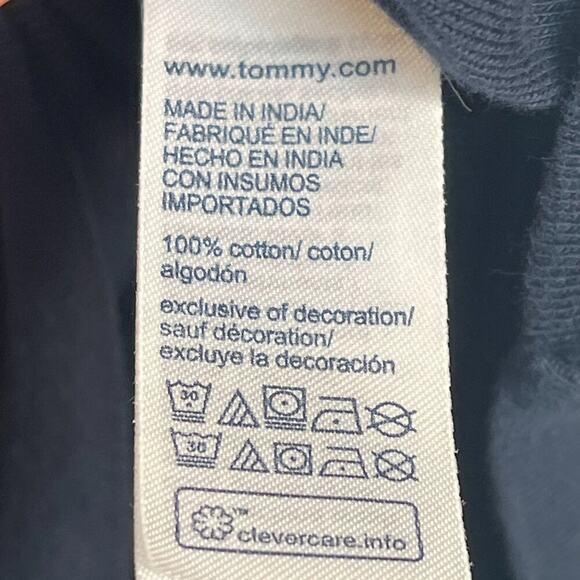 www.tommy.com
MADE IN INDIA/
FABRIQUÉ EN INDE/
HECHO EN INDIA
CON INSUMOS
IMPORTADOS
100% cotton/ coton/
algodón
exclusive of decoration/
sauf décoration/
excluye la decoración
30
30
™
clevercare.info